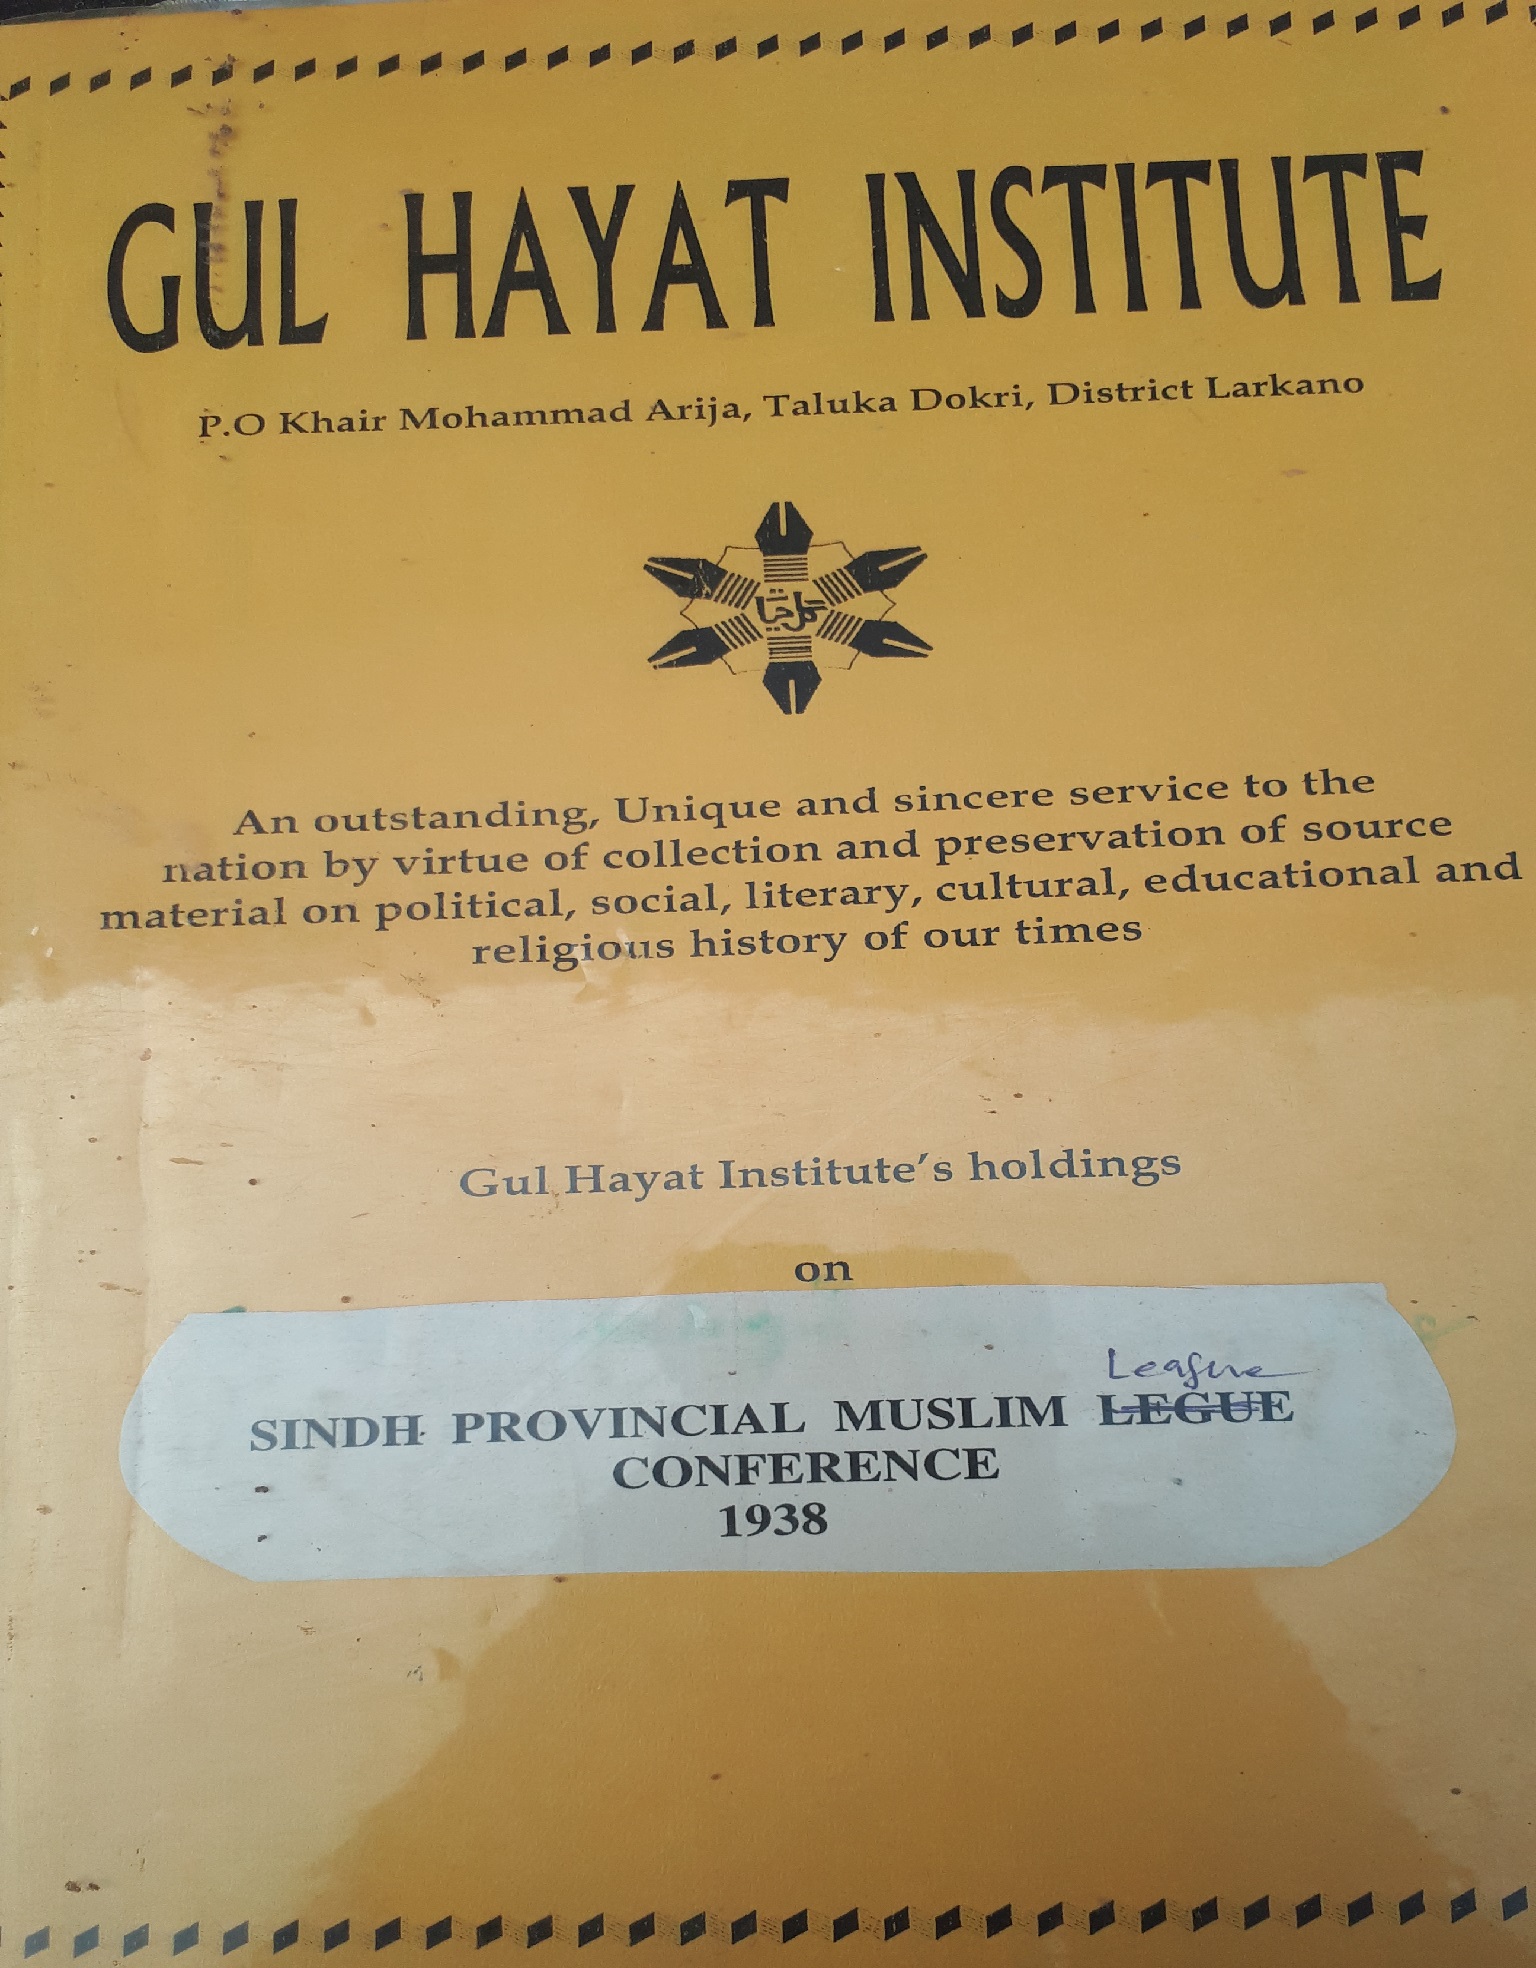 GUL HAYAT INSTITUTE
P.O Khair Mohammad Arija, Taluka Dokri, District Larkano
گل حيات
An outstanding, Unique and sincere service to the
nation by virtue of collection and preservation of source
material on political, social, literary, cultural, educational and
religious history of our times
Gul Hayat Institute's holdings
on
League
SINDH PROVINCIAL MUSLIM LEGUE
CONFERENCE
1938